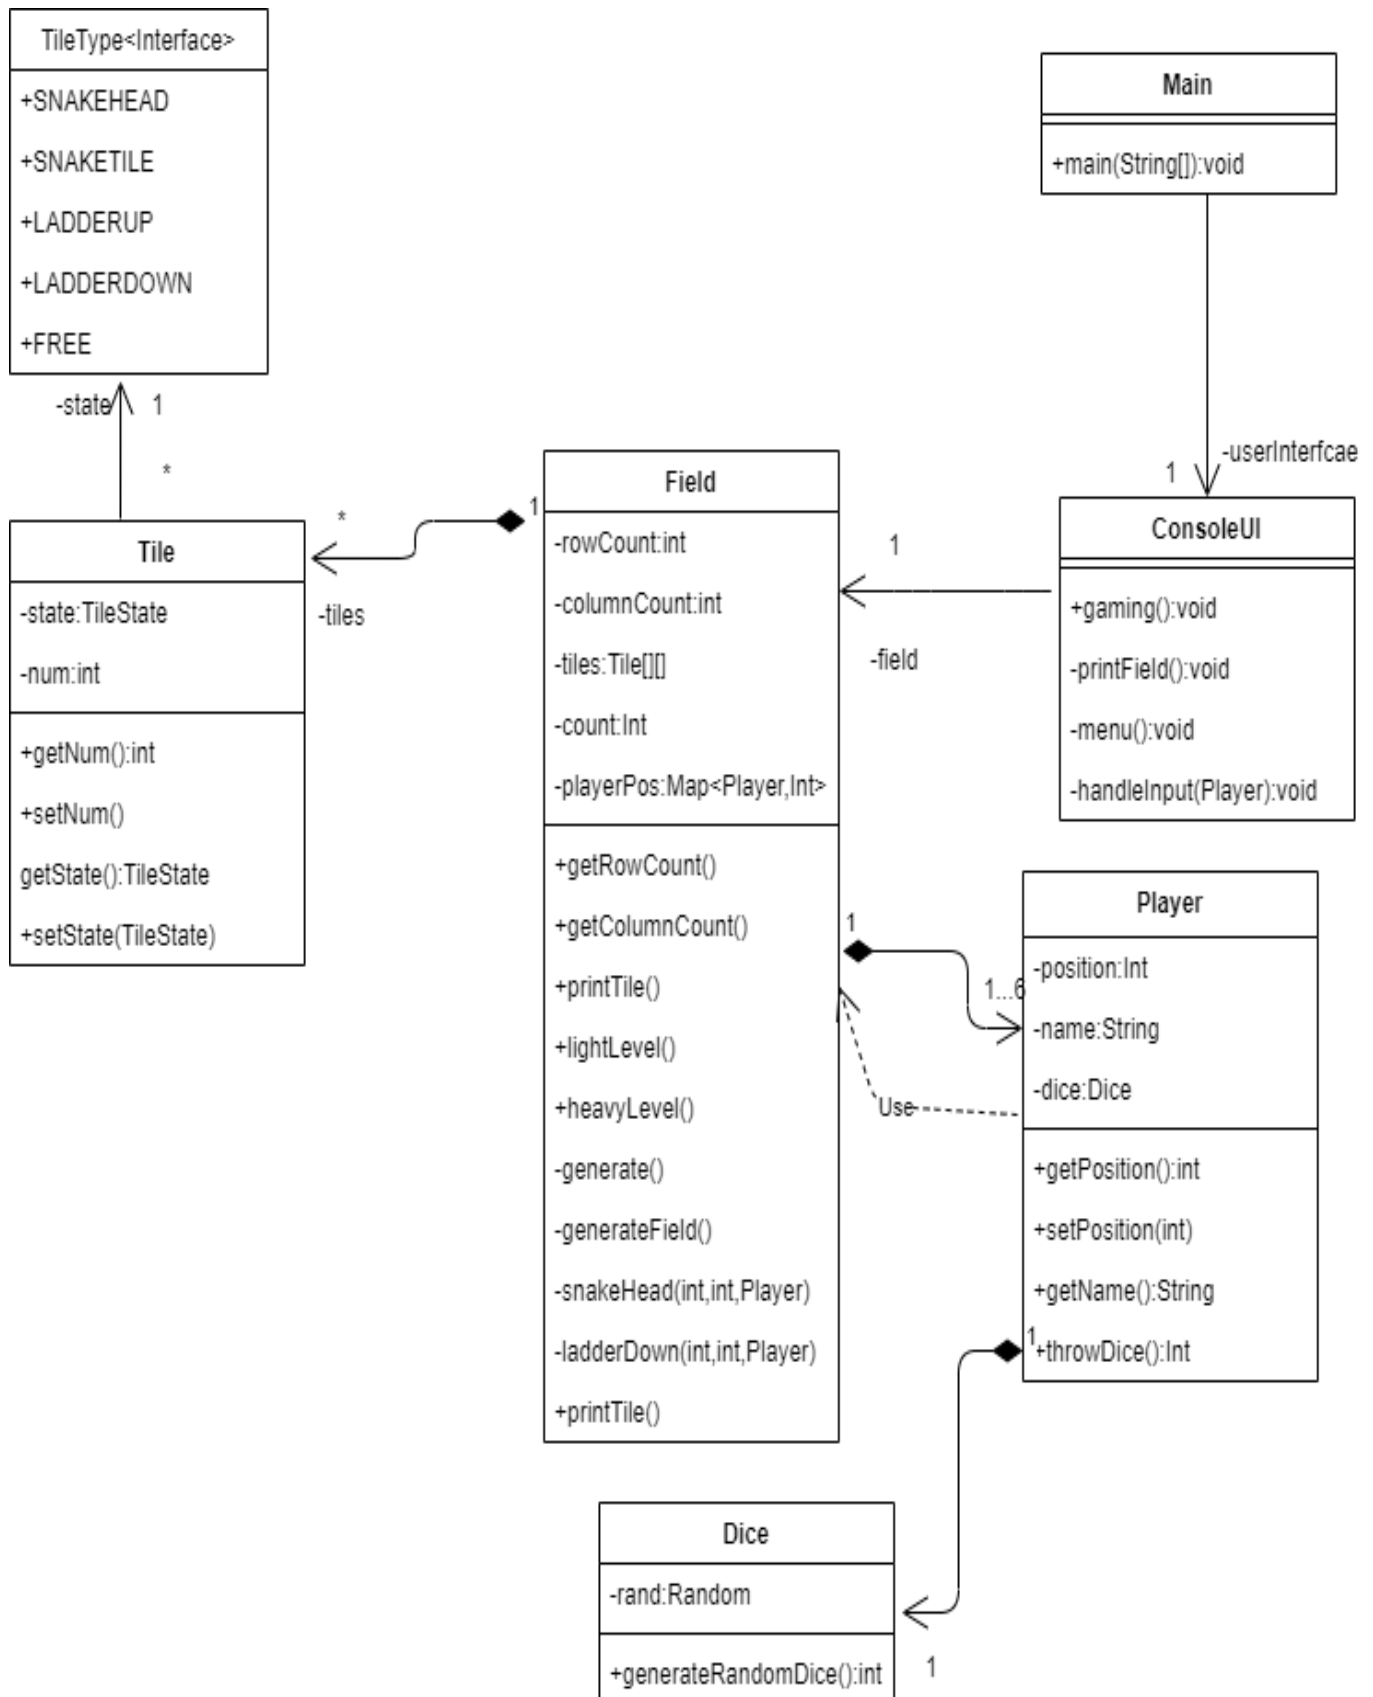 TileType<Interface>
+SNAKEHEAD
+SNAKETILE
+LADDERUP
+LADDERDOWN
+FREE
-state
1
*
Tile
-state:TileState
-num:int
+getNum():int
+setNum()
getState():TileState
+setState(TileState)
*
1
-tiles
Field
-rowCount:int
-columnCount:int
-tiles:Tile[][]
-count:Int
-playerPos:Map<Player,Int>
+getRowCount()
+getColumnCount()
+printTile()
+lightLevel()
+heavyLevel()
-generate()
-generateField()
-snakeHead(int,int,Player)
-ladderDown(int,int,Player)
+printTile()
Main
+main(String[]):void
-userInterfcae
1
ConsoleUI
+gaming():void
-printField():void
-menu():void
-handleInput(Player):void
1
-field
1
1...6
Use
Player
-position:Int
-name:String
-dice:Dice
+getPosition():int
+setPosition(int)
+getName():String
+throwDice():Int
1
Dice
-rand:Random
+generateRandomDice():int
1